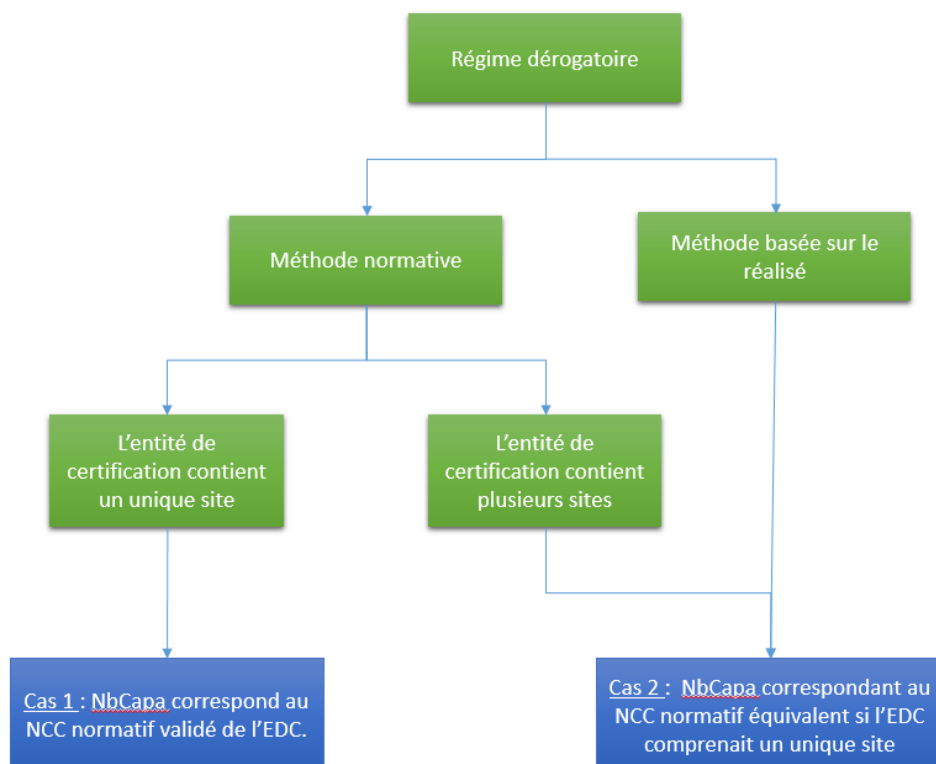 Régime dérogatoire
Méthode normative
Méthode basée sur le
réalisé
L’entité de
certification contient
un unique site
L’entité de
certification contient
plusieurs sites
Cas 1 : NbCapa correspond au
NCC normatif validé de l’EDC.
Cas 2 : NbCapa correspondant au
NCC normatif équivalent si l’EDC
comprenait un unique site